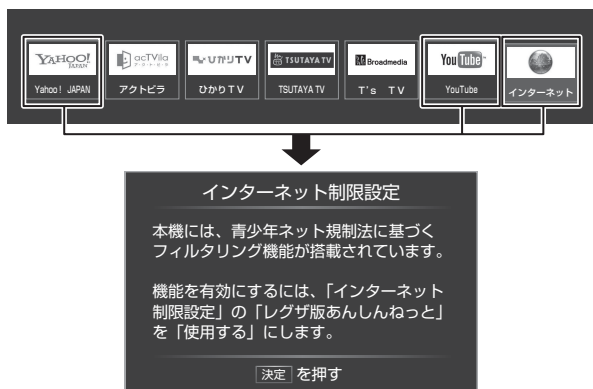 YAHOO! JAPAN
acTVila
アクトビラ
ひかりTV
TSUTAYA TV
Broadmedia
YouTube
Yahoo! JAPAN
アクトビラ
ひかりTV
TSUTAYA TV
T's TV
YouTube
インターネット
インターネット制限設定
本機には、青少年ネット規制法に基づく
フィルタリング機能が搭載されています。
機能を有効にするには、「インターネット
制限設定」の「レグザ版あんしんねっと」
を「使用する」にします。
決定 を押す